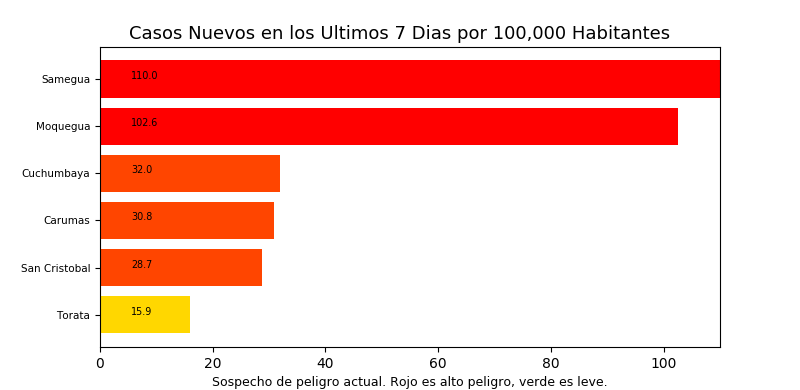 Casos Nuevos en los Ultimos 7 Dias por 100,000 Habitantes
Samegua 110.0
Moquegua 102.6
Cuchumbaya 32.0
Carumas 30.8
San Cristobal 28.7
Torata 15.9
0 20 40 60 80 100
Sospecho de peligro actual. Rojo es alto peligro, verde es leve.